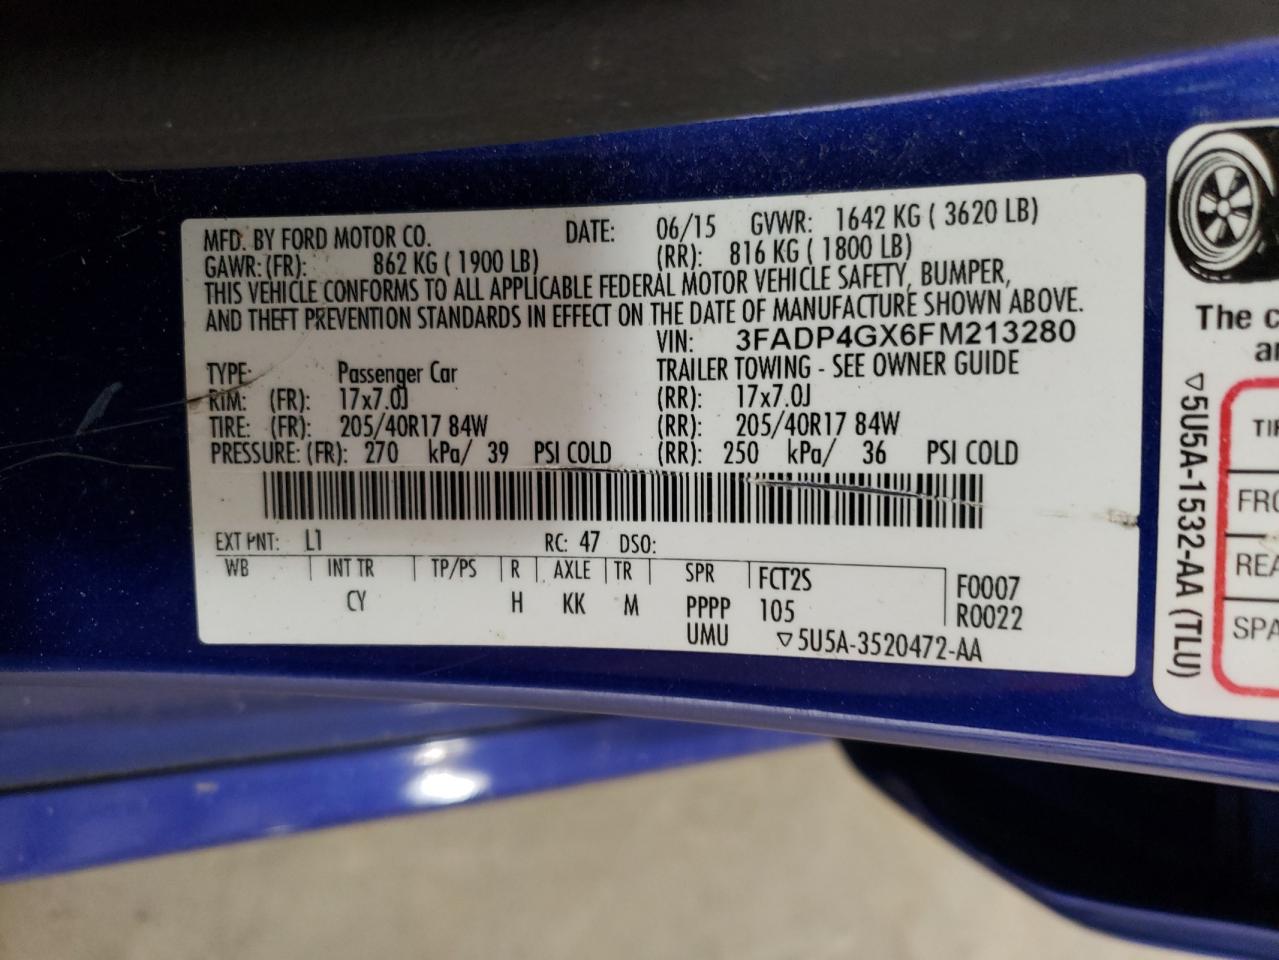 MFD. BY FORD MOTOR CO. DATE: 06/15 GVWR: 1642 KG ( 3620 LB)
GAWR: (FR): 862 KG ( 1900 LB) (RR): 816 KG ( 1800 LB)
THIS VEHICLE CONFORMS TO ALL APPLICABLE FEDERAL MOTOR VEHICLE SAFETY, BUMPER,
AND THEFT PREVENTION STANDARDS IN EFFECT ON THE DATE OF MANUFACTURE SHOWN ABOVE.
VIN: 3FADP4GX6FM213280
TYPE: Passenger Car TRAILER TOWING - SEE OWNER GUIDE
RIM: (FR): 17x7.0J (RR): 17x7.0J
TIRE: (FR): 205/40R17 84W (RR): 205/40R17 84W
PRESSURE: (FR): 270 kPa/ 39 PSI COLD (RR): 250 kPa/ 36 PSI COLD
EXT PNT: L1 RC: 47 DSO:
WB INT TR TP/PS R AXLE TR SPR FCT2S F0007
CY H KK M PPPP 105 R0022
UMU ▽5U5A-3520472-AA
The c
a
▽5U5A-1532-AA (TLU)
TI
FRO
REA
SPA